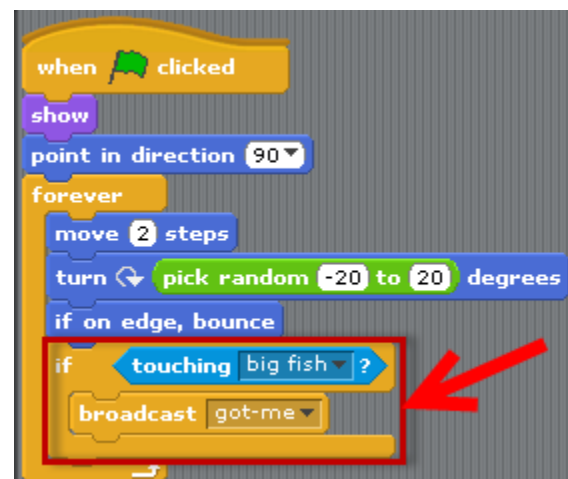 when clicked
show
point in direction 90
forever
move 2 steps
turn pick random -20 to 20 degrees
if on edge, bounce
if touching big fish ?
broadcast got-me